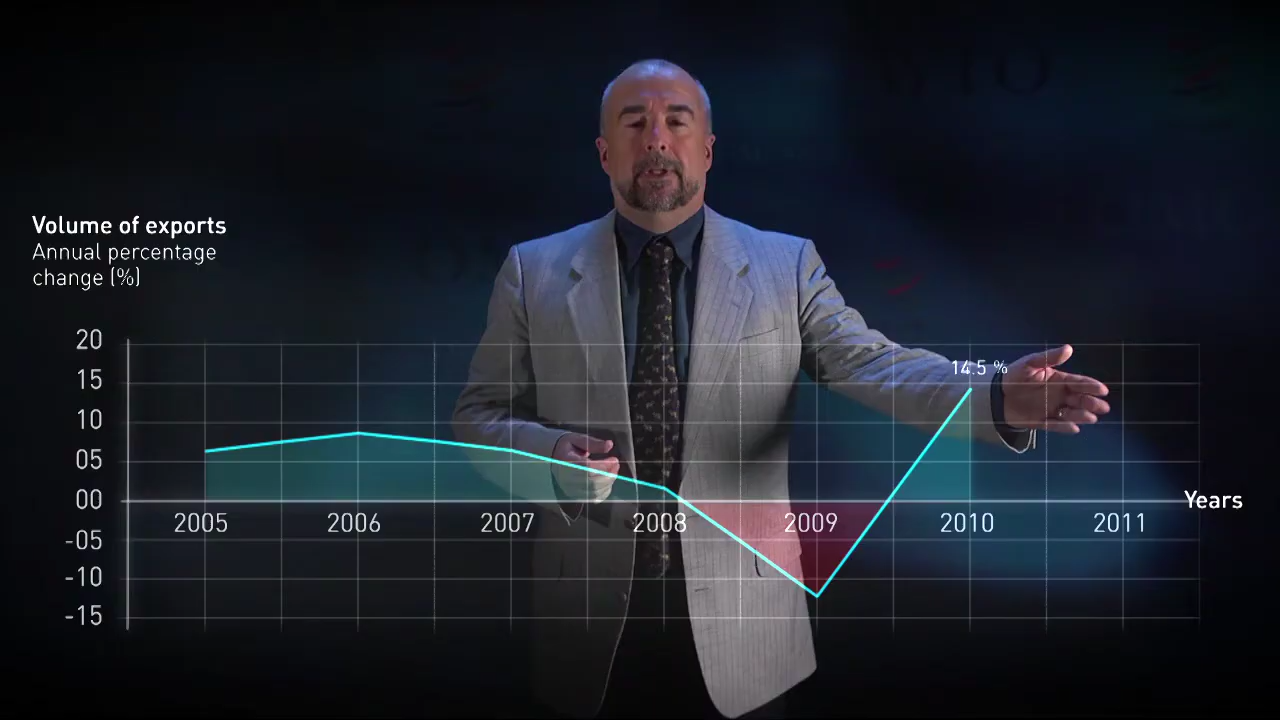 WTO
Volume of exports
Annual percentage
change (%)
20
15
14.5 %
10
05
00
Years
2005 2006 2007 2008 2009 2010 2011
-05
-10
-15